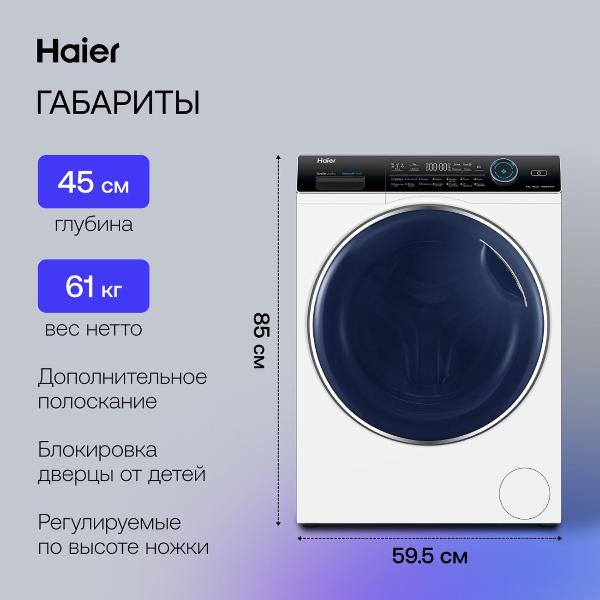 Haier
ГАБАРИТЫ
45 см
глубина
61 кг
вес нетто
Дополнительное
полоскание
Блокировка
дверцы от детей
Регулируемые
по высоте ножки
Haier
85 см
59.5 см